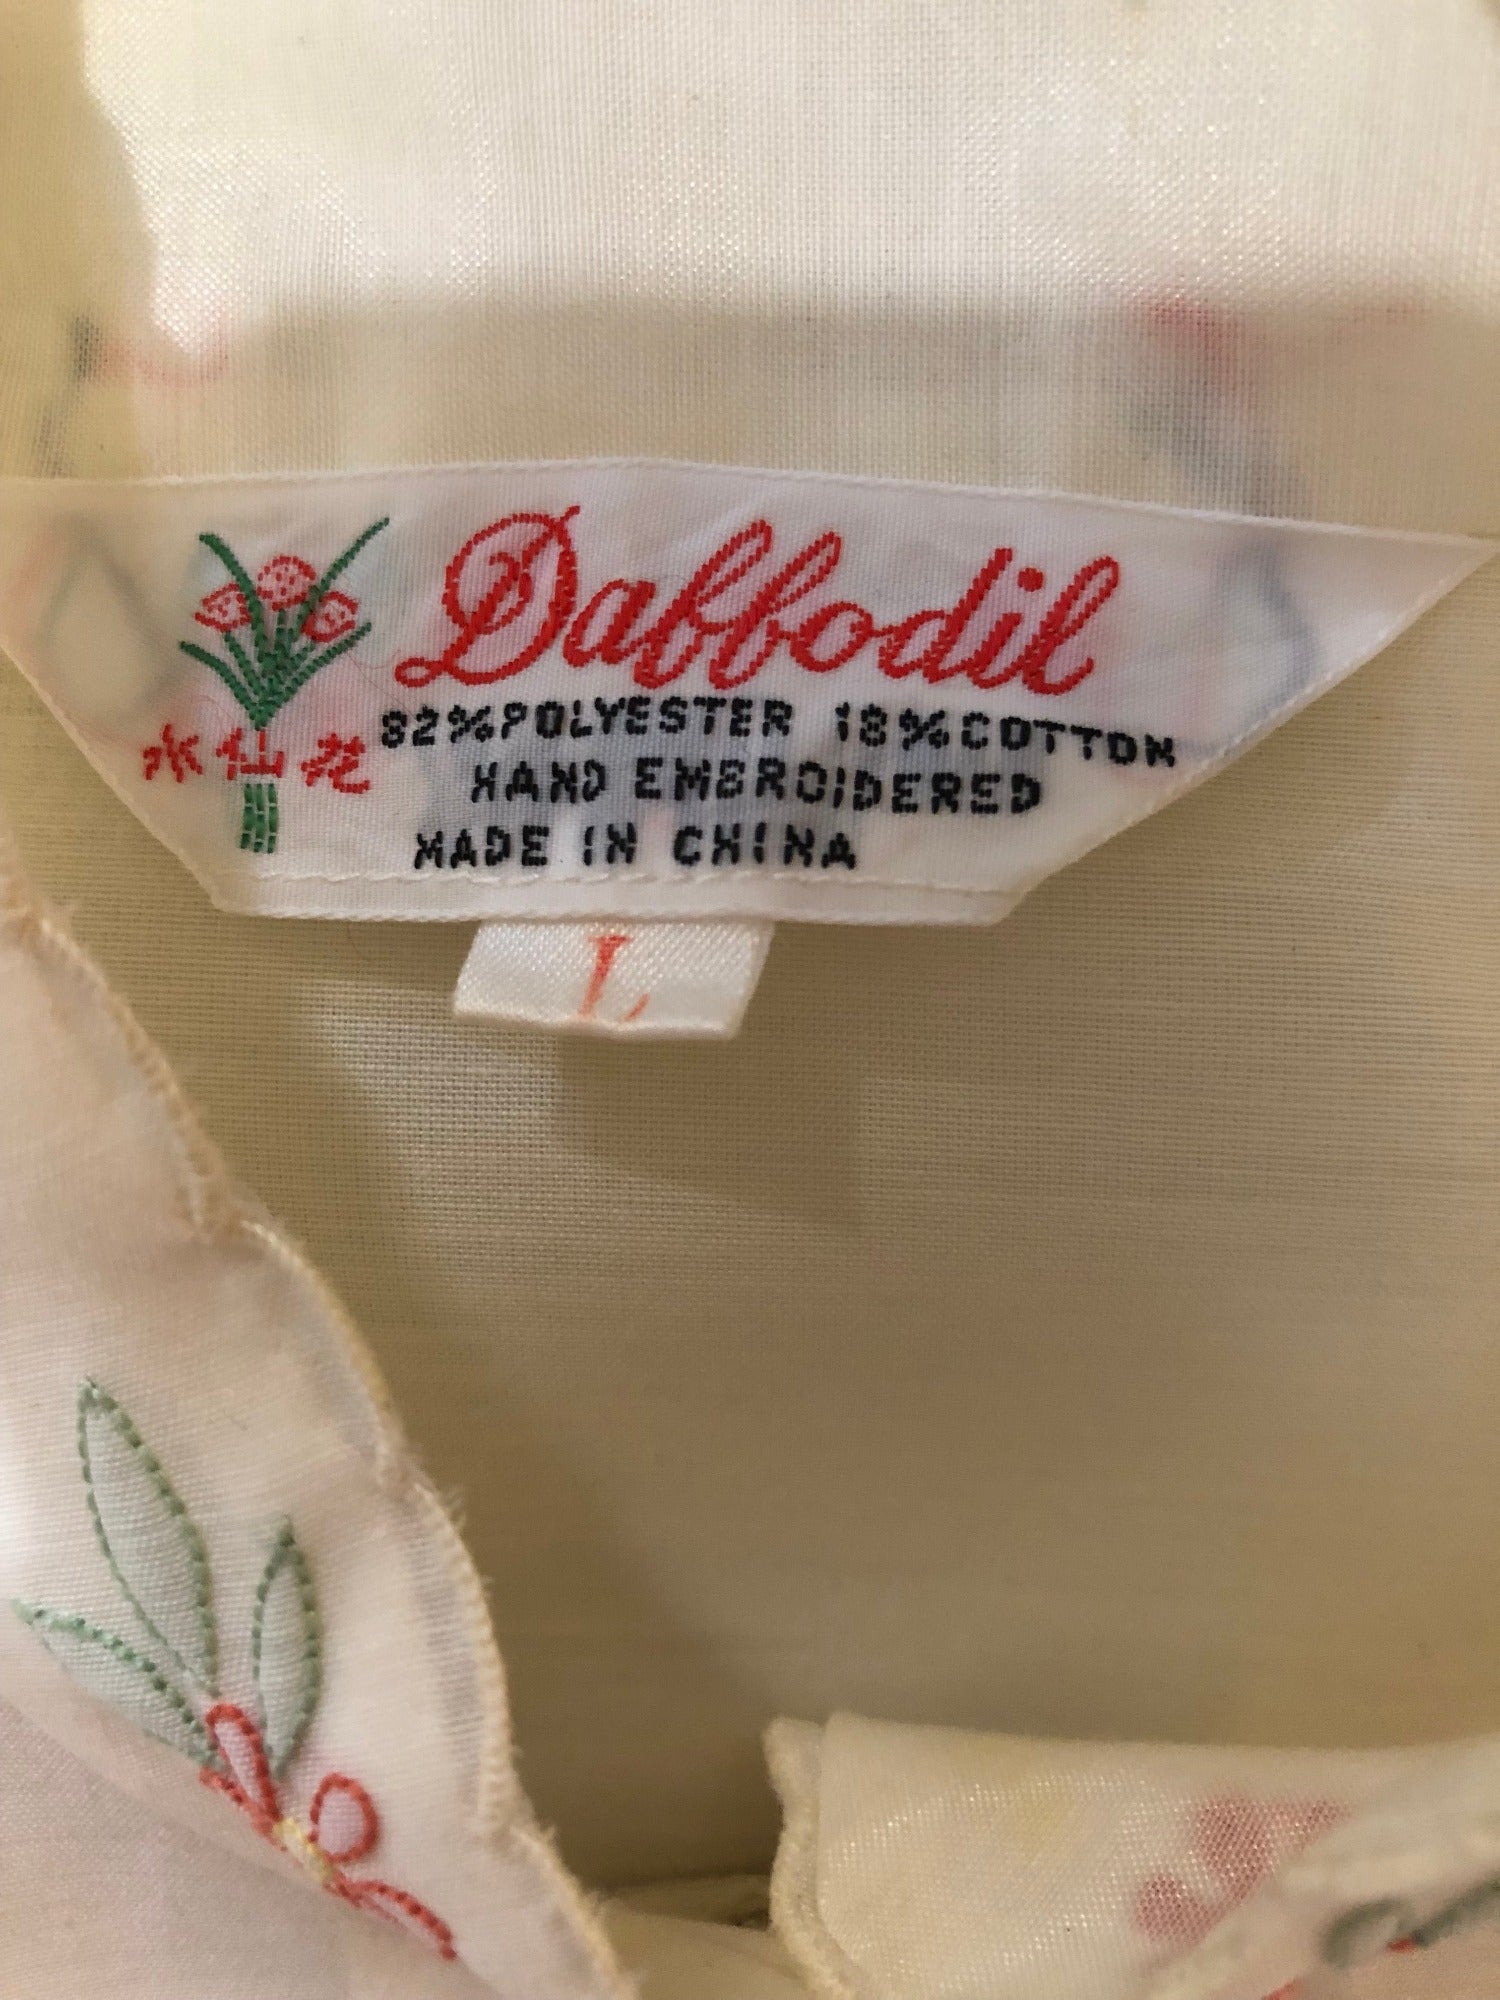 Daffodil
水仙花
82%POLYESTER 18%COTTON
HAND EMBROIDERED
MADE IN CHINA
L